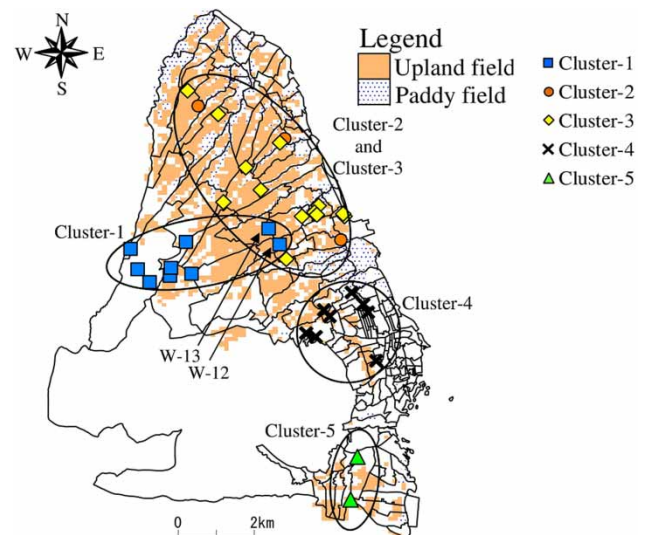 N
W E
S
Legend
Upland field
Paddy field
Cluster-1
Cluster-2
Cluster-3
Cluster-4
Cluster-5
Cluster-2
and
Cluster-3
Cluster-1
Cluster-4
W-13
W-12
Cluster-5
0 2km